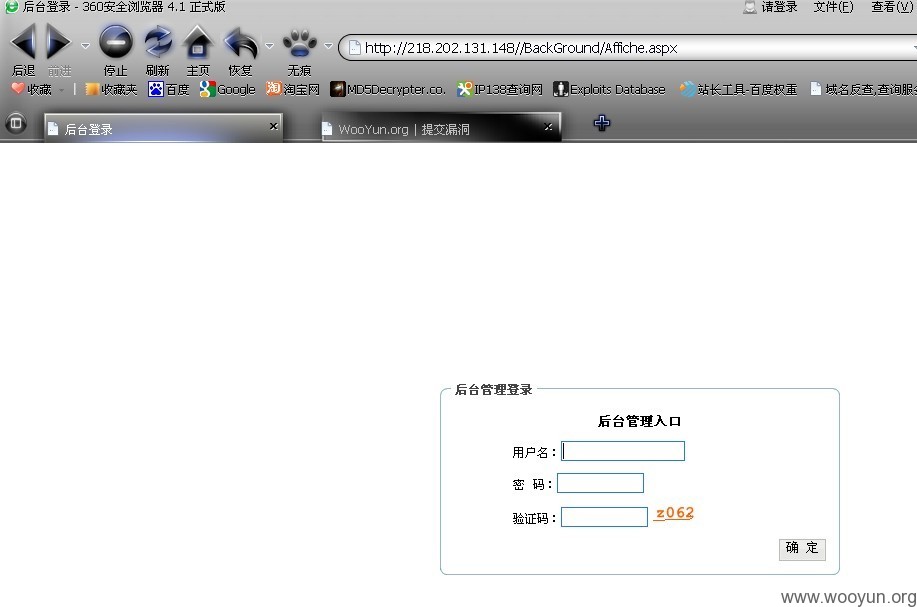 后台登录 - 360安全浏览器 4.1 正式版 请登录 文件(F) 查看(V)
后退 前进 停止 刷新 主页 恢复 无痕
http://218.202.131.148//BackGround/Affiche.aspx
收藏 收藏夹 百度 Google 淘宝网 MD5Decrypter.co. IP138查询网 Exploits Database 站长工具-百度权重 域名反查,查询服
后台登录 WooYun.org | 提交漏洞
后台管理登录
后台管理入口
用户名：
密 码：
验证码： z062
确 定
www.wooyun.org